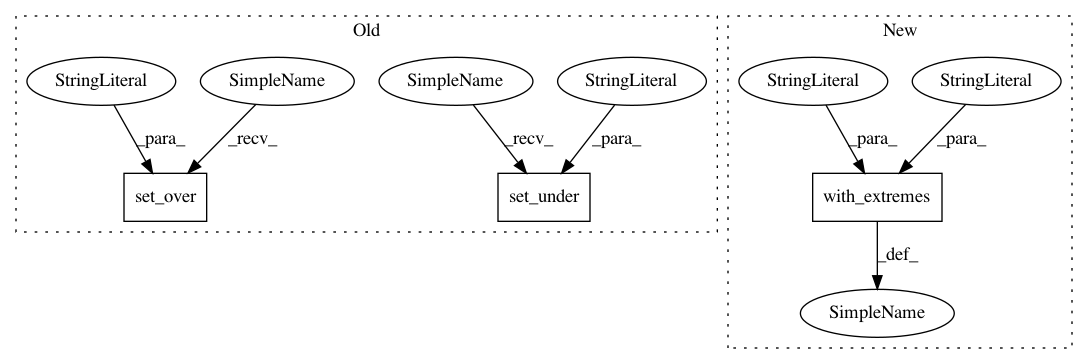 Old
New
StringLiteral
SimpleName
SimpleName
StringLiteral
StringLiteral
StringLiteral
_para_
_recv_
_recv_
_para_
_para_
_para_
set_over
set_under
with_extremes
_def_
SimpleName